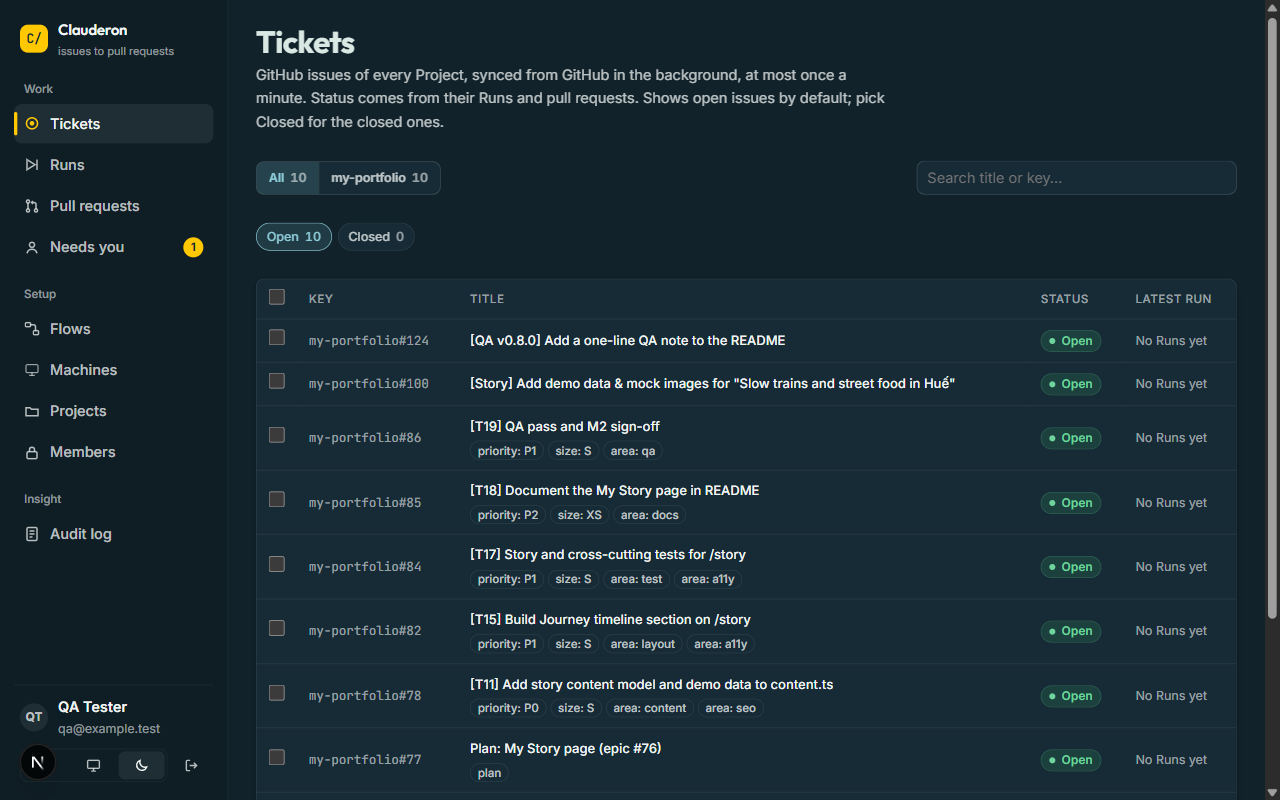 C/
Clauderon
issues to pull requests
Work
Tickets
Runs
Pull requests
Needs you 1
Setup
Flows
Machines
Projects
Members
Insight
Audit log
QT
QA Tester
qa@example.test
N
Tickets
GitHub issues of every Project, synced from GitHub in the background, at most once a
minute. Status comes from their Runs and pull requests. Shows open issues by default; pick
Closed for the closed ones.
All 10 my-portfolio 10
Search title or key...
Open 10 Closed 0
KEY TITLE STATUS LATEST RUN
my-portfolio#124 [QA v0.8.0] Add a one-line QA note to the README Open No Runs yet
my-portfolio#100 [Story] Add demo data & mock images for "Slow trains and street food in Huế" Open No Runs yet
my-portfolio#86 [T19] QA pass and M2 sign-off Open No Runs yet
priority: P1 size: S area: qa
my-portfolio#85 [T18] Document the My Story page in README Open No Runs yet
priority: P2 size: XS area: docs
my-portfolio#84 [T17] Story and cross-cutting tests for /story Open No Runs yet
priority: P1 size: S area: test area: a11y
my-portfolio#82 [T15] Build Journey timeline section on /story Open No Runs yet
priority: P1 size: S area: layout area: a11y
my-portfolio#78 [T11] Add story content model and demo data to content.ts Open No Runs yet
priority: P0 size: S area: content area: seo
my-portfolio#77 Plan: My Story page (epic #76) Open No Runs yet
plan